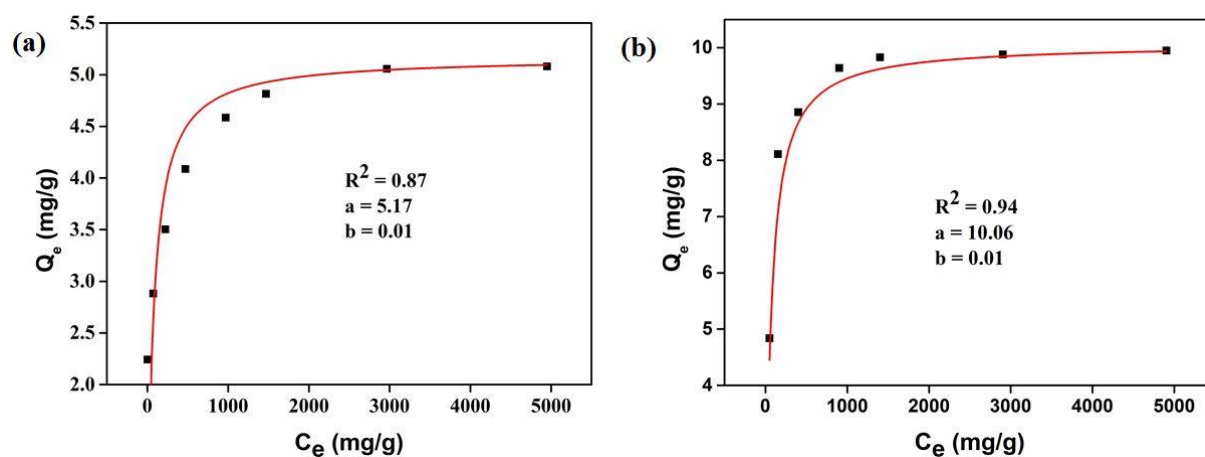 (a)
5.5
5.0
4.5
4.0
3.5
3.0
2.5
2.0
Qe (mg/g)
R2 = 0.87
a = 5.17
b = 0.01
0 1000 2000 3000 4000 5000
Ce (mg/g)
(b)
10
9
8
7
6
5
4
Qe (mg/g)
R2 = 0.94
a = 10.06
b = 0.01
0 1000 2000 3000 4000 5000
Ce (mg/g)